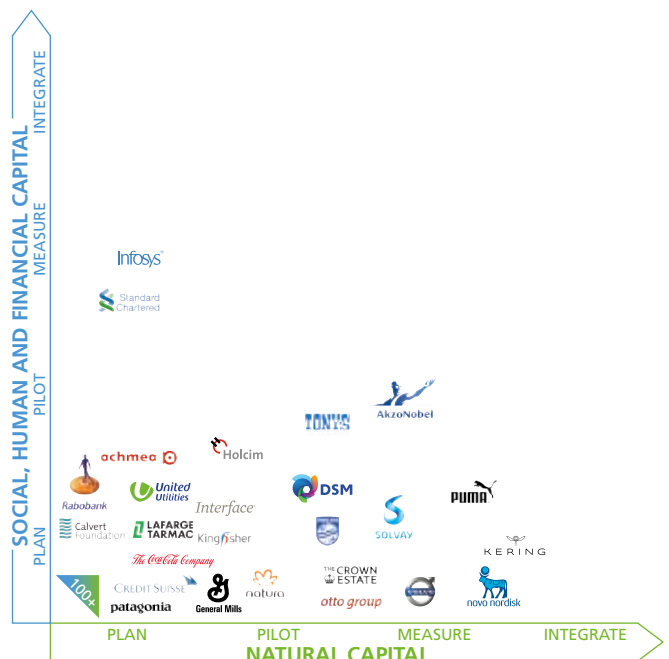 SOCIAL, HUMAN AND FINANCIAL CAPITAL
INTEGRATE
MEASURE
PILOT
PLAN
Infosys
Standard
Chartered
AkzoNobel
TONY'S
achmea
Holcim
Rabobank
United
Utilities
Interface
DSM
PUMA
SOLVAY
Calvert
Foundation
LAFARGE
TARMAC
Kingfisher
KERING
The Coca-Cola Company
100+
CREDIT SUISSE
patagonia
General Mills
natura
THE CROWN
ESTATE
otto group
VOLVO
novo nordisk
PLAN
PILOT
MEASURE
INTEGRATE
NATURAL CAPITAL